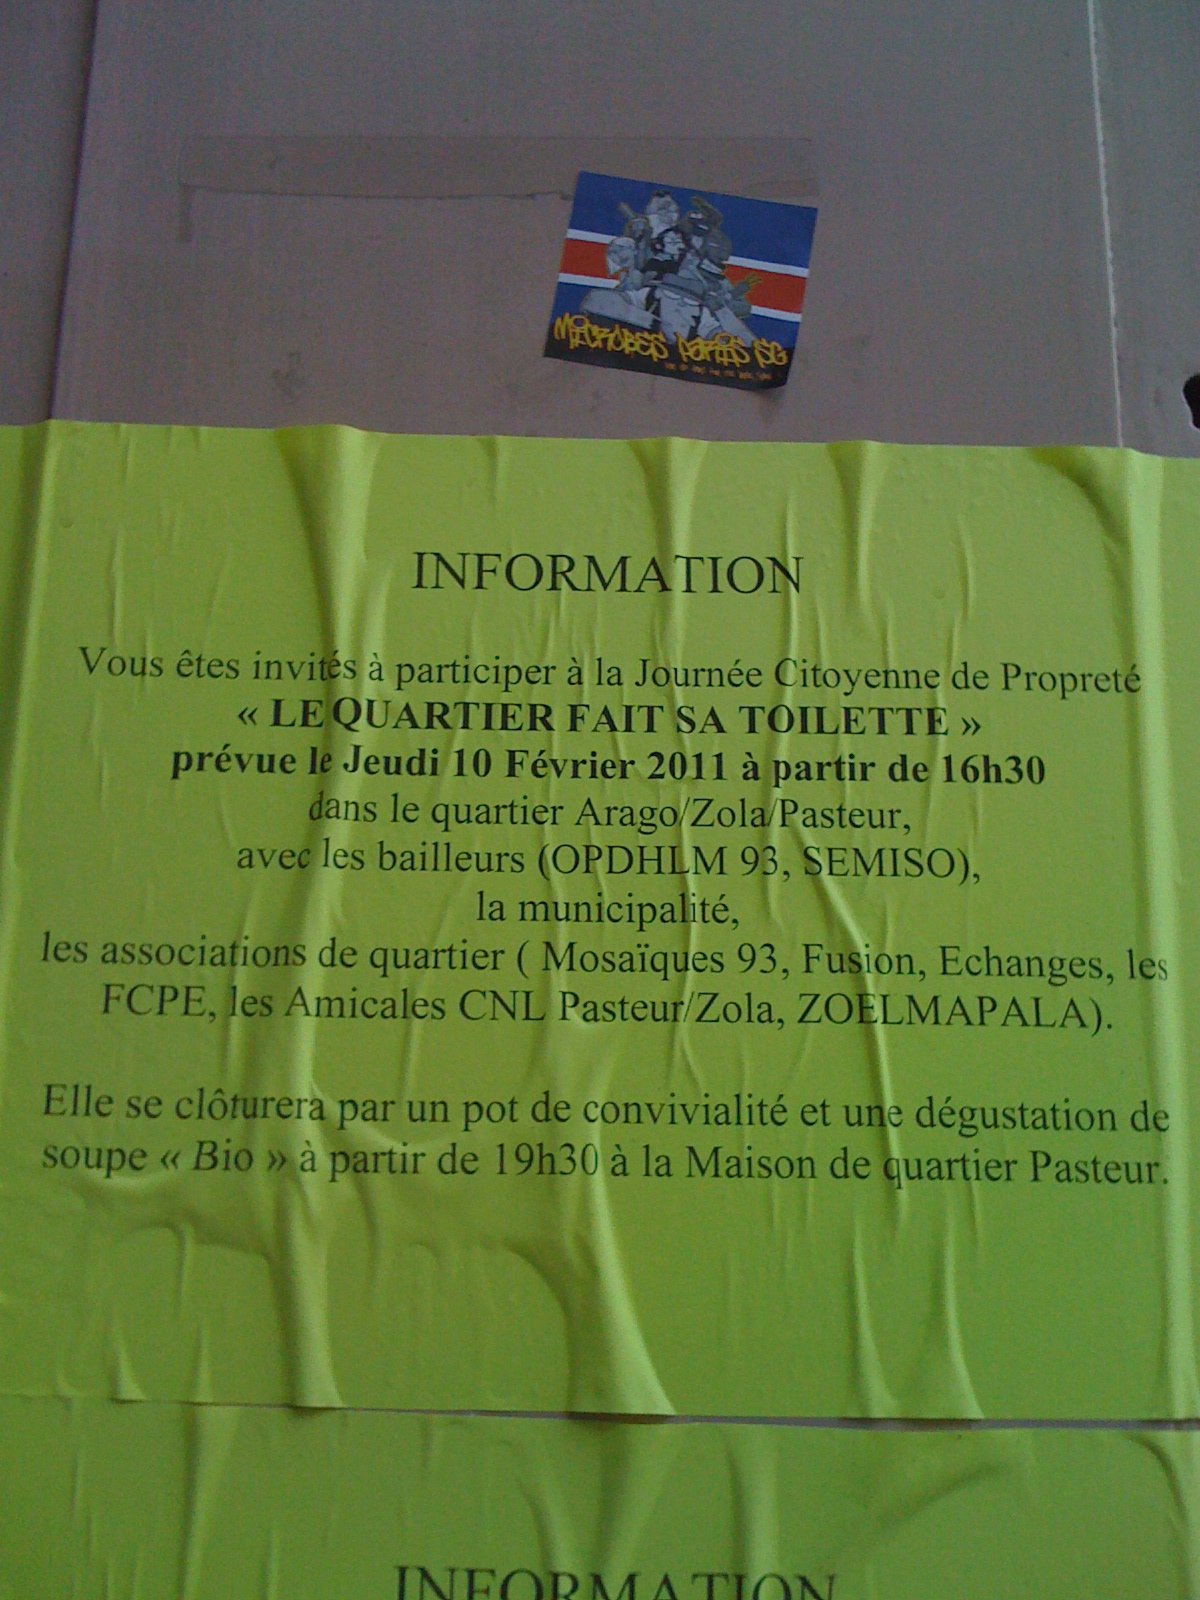 MICROBES PARIS SG
INFORMATION
Vous êtes invités à participer à la Journée Citoyenne de Propreté
« LE QUARTIER FAIT SA TOILETTE »
prévue le Jeudi 10 Février 2011 à partir de 16h30
dans le quartier Arago/Zola/Pasteur,
avec les bailleurs (OPDHLM 93, SEMISO),
la municipalité,
les associations de quartier ( Mosaïques 93, Fusion, Echanges, les
FCPE, les Amicales CNL Pasteur/Zola, ZOELMAPALA).
Elle se clôturera par un pot de convivialité et une dégustation de
soupe « Bio » à partir de 19h30 à la Maison de quartier Pasteur.
INFORMATION